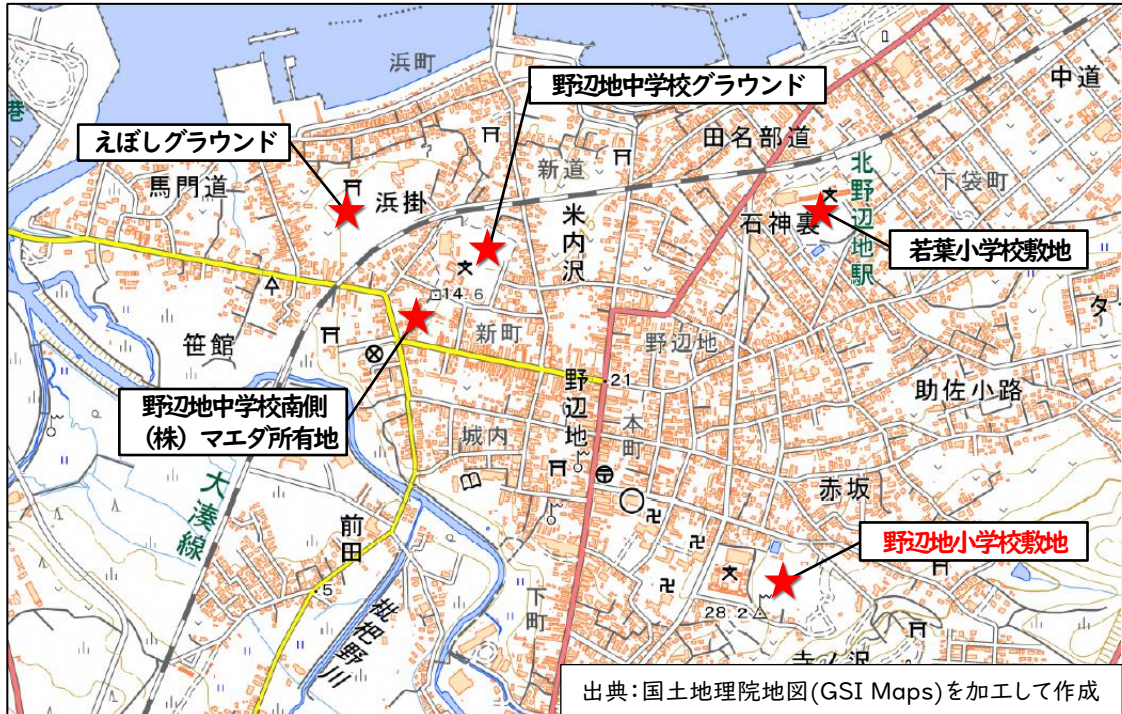 浜町
野辺地中学校グラウンド
中道
港
えぼしグラウンド
田名部道
馬門道
浜掛
新道
北野辺地駅
下袋町
米内沢
石神裏
若葉小学校敷地
14.6
新町
笹館
野辺地
タ
21
助佐小路
野辺地中学校南側
(株)マエダ所有地
野辺地
本町
城内
大湊線
赤坂
前田
野辺地小学校敷地
5
28.2
下町
枇杷野川
寺ノ沢
出典:国土地理院地図(GSI Maps)を加工して作成